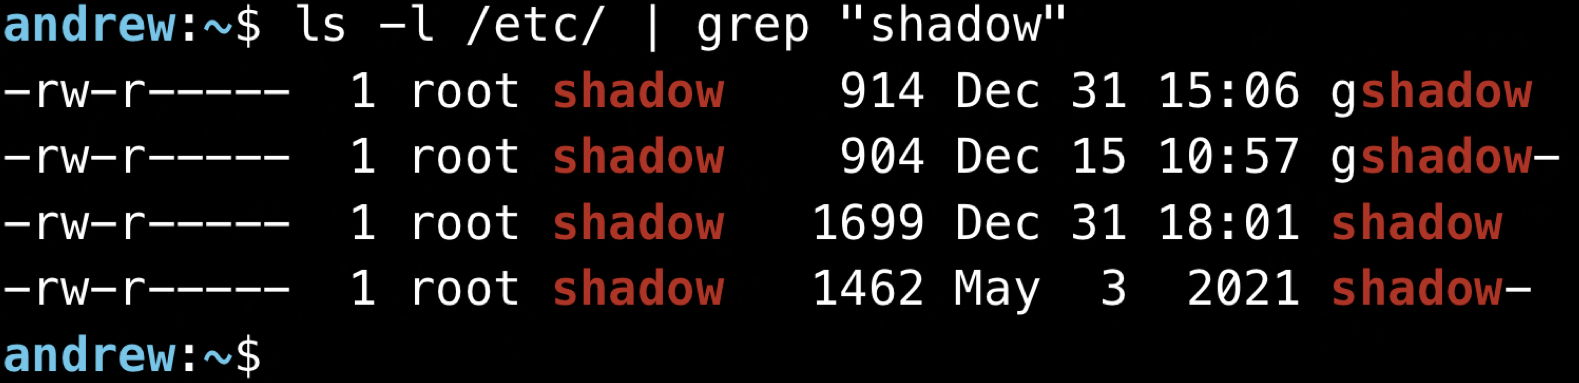 andrew:~$ ls -l /etc/ | grep "shadow"
-rw-r-----  1 root shadow    914 Dec 31 15:06 gshadow
-rw-r-----  1 root shadow    904 Dec 15 10:57 gshadow-
-rw-r-----  1 root shadow   1699 Dec 31 18:01 shadow
-rw-r-----  1 root shadow   1462 May  3  2021 shadow-
andrew:~$